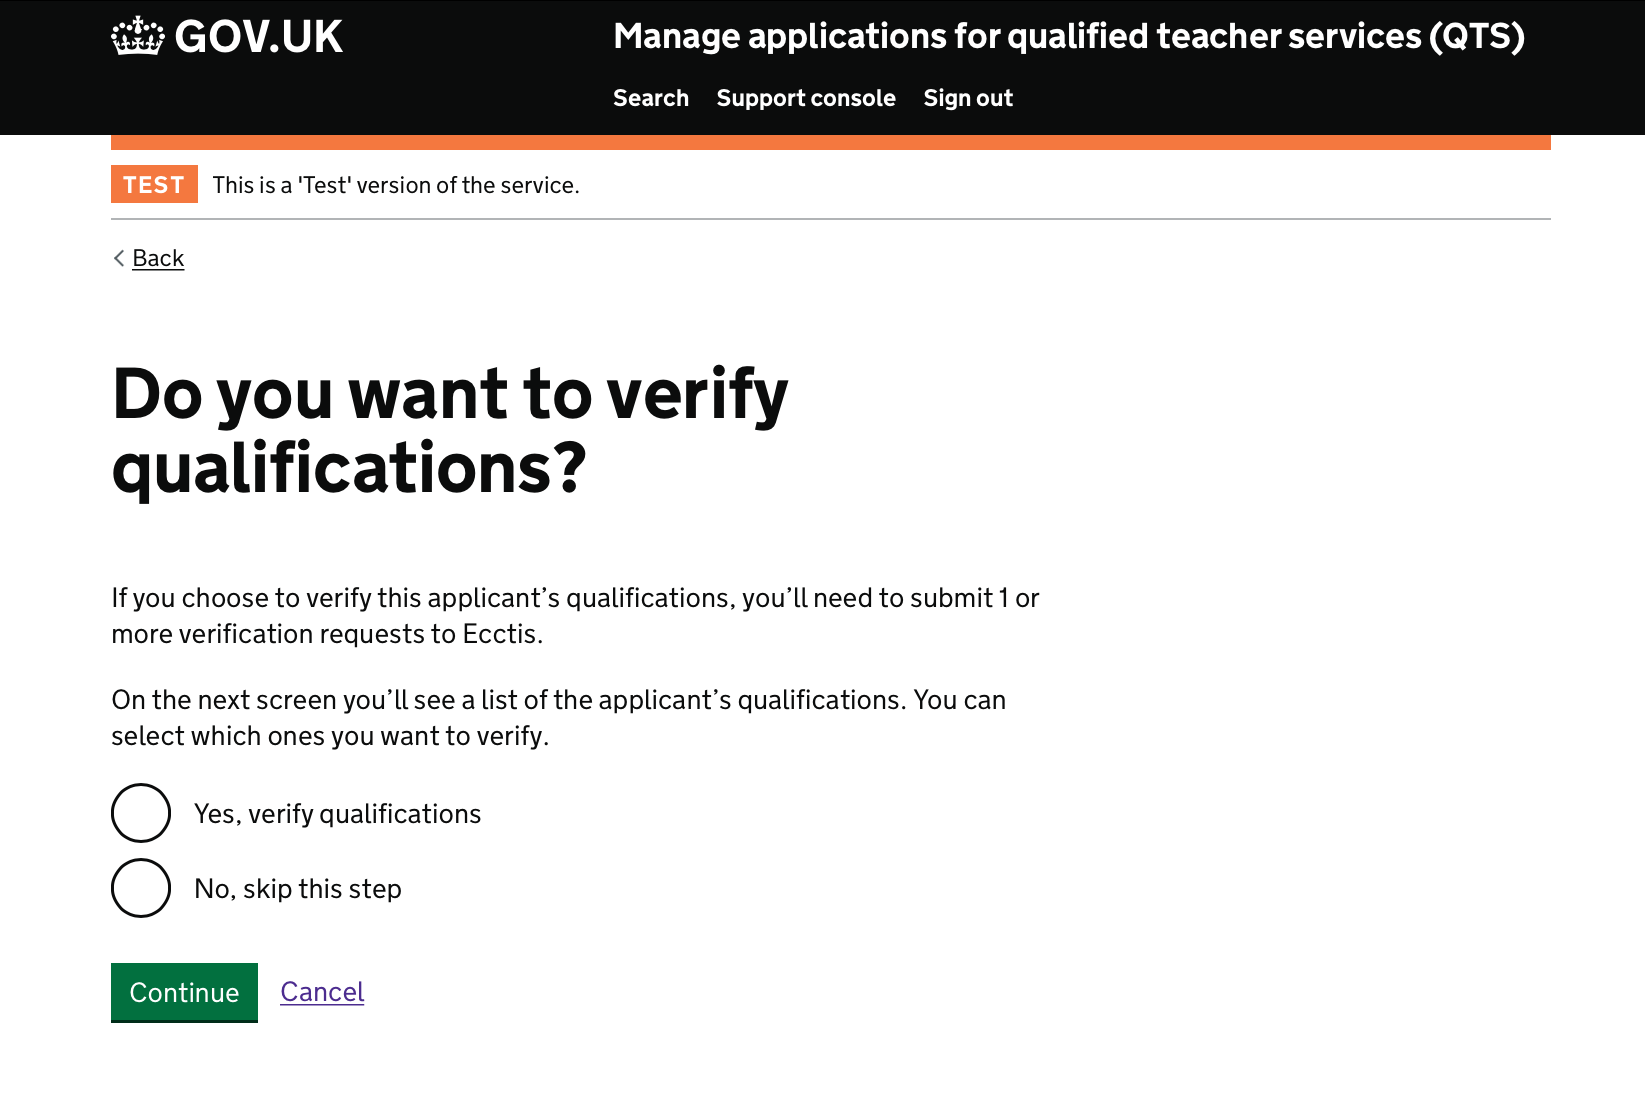 GOV.UK
Manage applications for qualified teacher services (QTS)
Search Support console Sign out
TEST This is a 'Test' version of the service.
Back
Do you want to verify
qualifications?
If you choose to verify this applicant’s qualifications, you’ll need to submit 1 or
more verification requests to Ecctis.
On the next screen you’ll see a list of the applicant’s qualifications. You can
select which ones you want to verify.
Yes, verify qualifications
No, skip this step
Continue Cancel